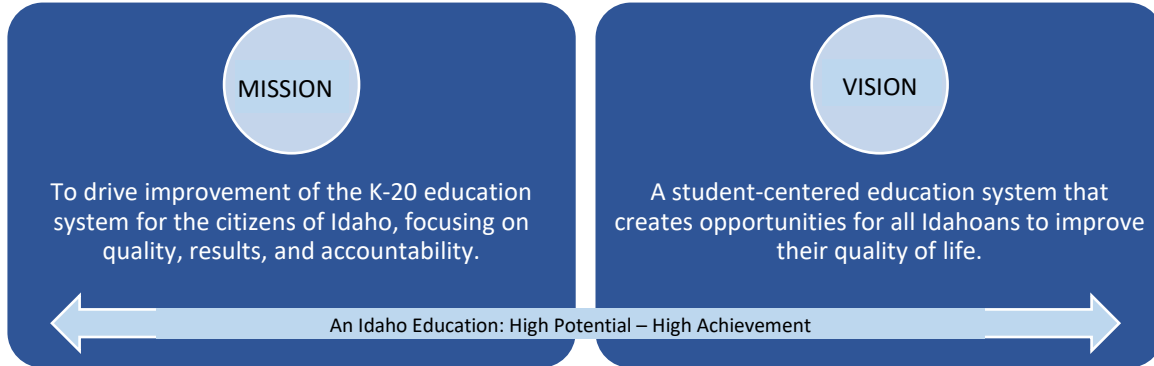 MISSION
To drive improvement of the K-20 education
system for the citizens of Idaho, focusing on
quality, results, and accountability.
VISION
A student-centered education system that
creates opportunities for all Idahoans to improve
their quality of life.
An Idaho Education: High Potential – High Achievement